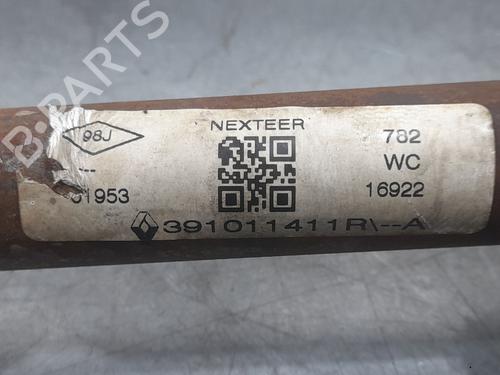 NEXTEER
98J
782
---
WC
01953
16922
391011411R\--A
B-PARTS